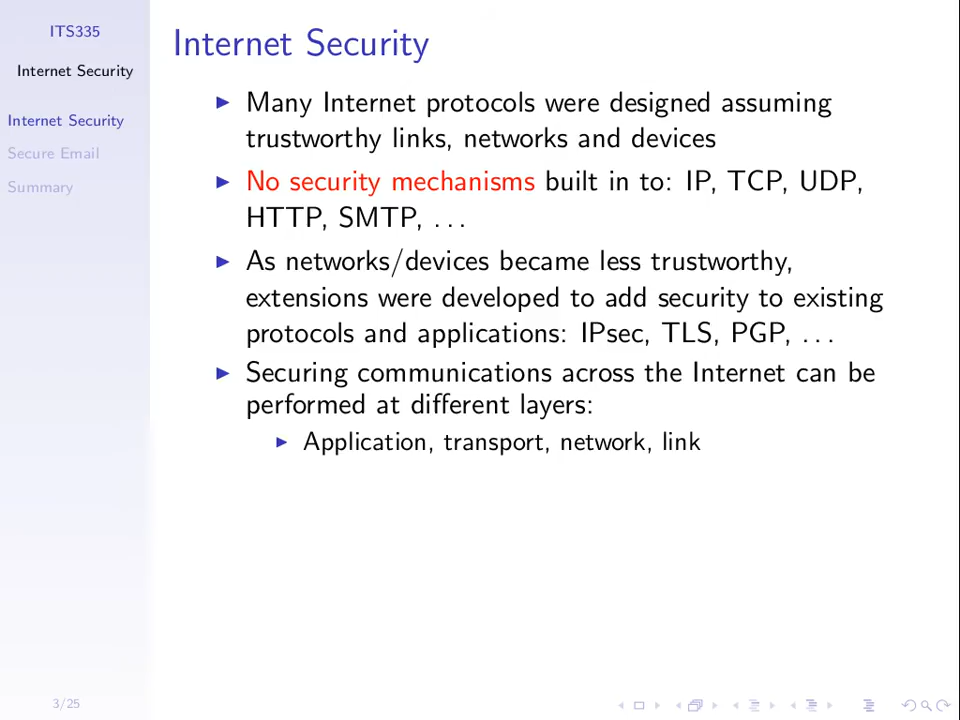 ITS335
Internet Security
Internet Security
Secure Email
Summary
Internet Security
Many Internet protocols were designed assuming
trustworthy links, networks and devices
No security mechanisms built in to: IP, TCP, UDP,
HTTP, SMTP, . . .
As networks/devices became less trustworthy,
extensions were developed to add security to existing
protocols and applications: IPsec, TLS, PGP, . . .
Securing communications across the Internet can be
performed at different layers:
Application, transport, network, link
3/25